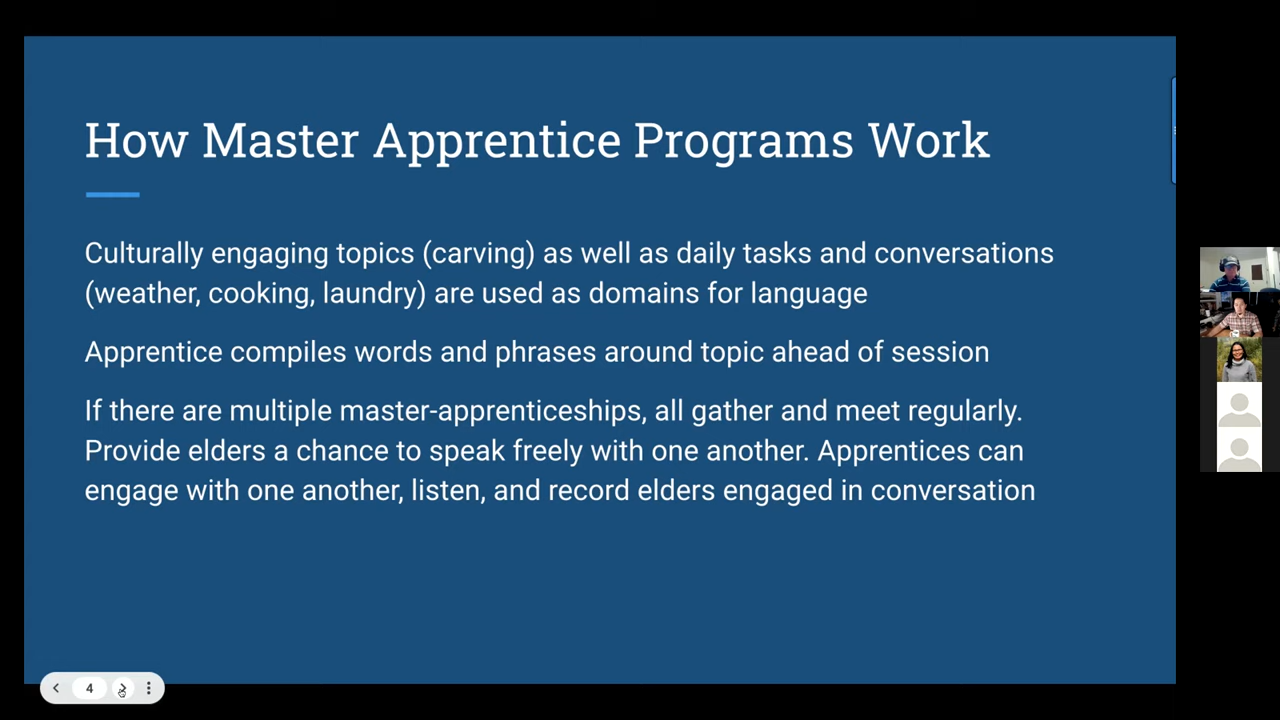 How Master Apprentice Programs Work
Culturally engaging topics (carving) as well as daily tasks and conversations
(weather, cooking, laundry) are used as domains for language
Apprentice compiles words and phrases around topic ahead of session
If there are multiple master-apprenticeships, all gather and meet regularly.
Provide elders a chance to speak freely with one another. Apprentices can
engage with one another, listen, and record elders engaged in conversation
4